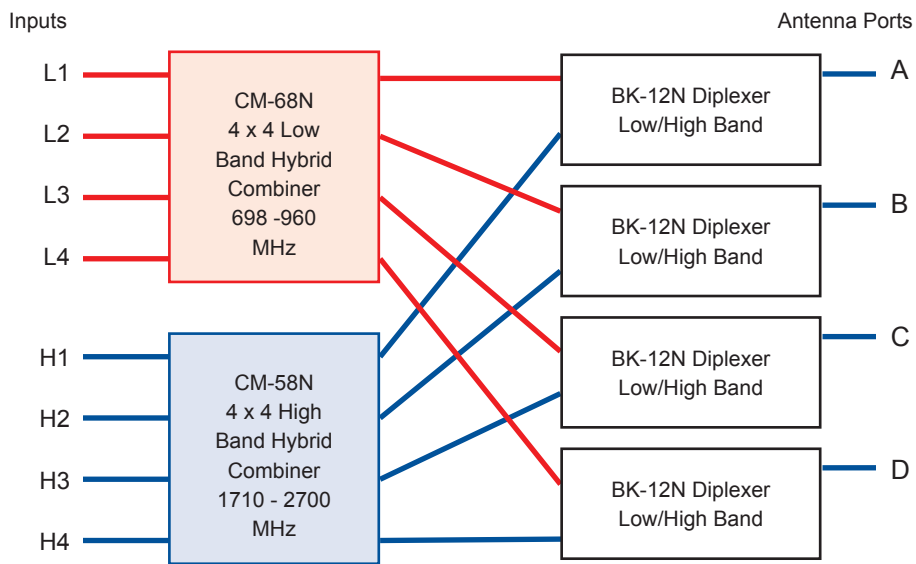 Inputs
Antenna Ports
L1
L2
L3
L4
CM-68N
4 x 4 Low
Band Hybrid
Combiner
698 -960
MHz
H1
H2
H3
H4
CM-58N
4 x 4 High
Band Hybrid
Combiner
1710 - 2700
MHz
BK-12N Diplexer
Low/High Band
A
BK-12N Diplexer
Low/High Band
B
BK-12N Diplexer
Low/High Band
C
BK-12N Diplexer
Low/High Band
D